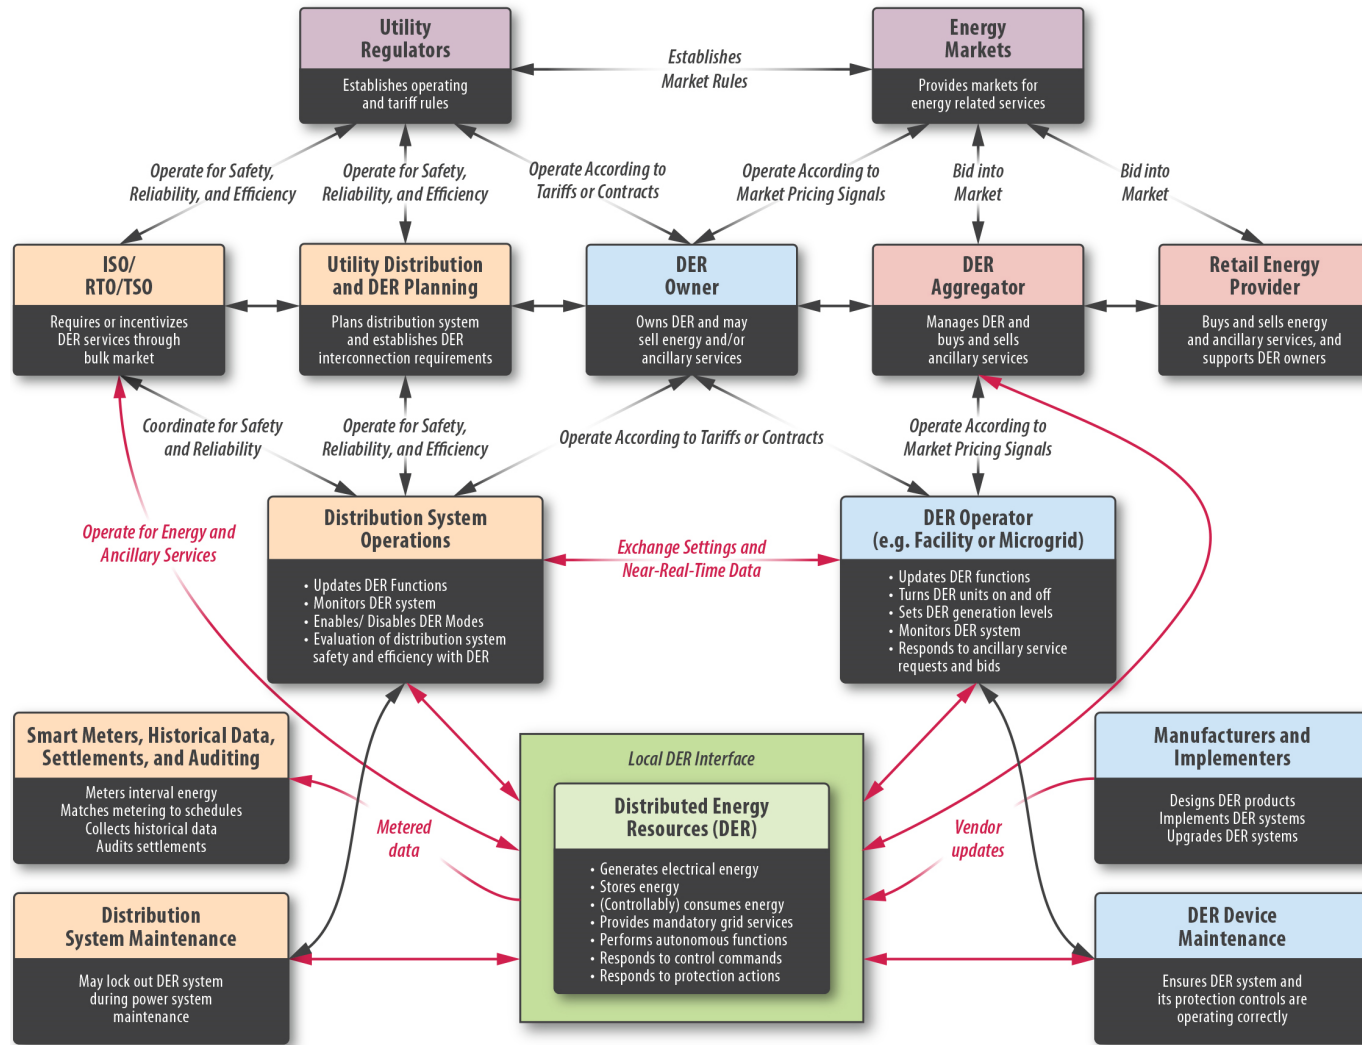 Utility
Regulators
Establishes operating
and tariff rules
Establishes
Market Rules
Energy
Markets
Provides markets for
energy related services
Operate for Safety,
Reliability, and Efficiency
Operate for Safety,
Reliability, and Efficiency
Operate According to
Tariffs or Contracts
Operate According to
Market Pricing Signals
Bid into
Market
Bid into
Market
ISO/
RTO/TSO
Requires or incentivizes
DER services through
bulk market
Utility Distribution
and DER Planning
Plans distribution system
and establishes DER
interconnection requirements
DER
Owner
Owns DER and may
sell energy and/or
ancillary services
DER
Aggregator
Manages DER and
buys and sells
ancillary services
Retail Energy
Provider
Buys and sells energy
and ancillary services, and
supports DER owners
Coordinate for Safety
and Reliability
Operate for Safety,
Reliability, and Efficiency
Operate According to Tariffs or Contracts
Operate According to
Market Pricing Signals
Operate for Energy and
Ancillary Services
Distribution System
Operations
• Updates DER Functions
• Monitors DER system
• Enables/ Disables DER Modes
• Evaluation of distribution system
safety and efficiency with DER
Exchange Settings and
Near-Real-Time Data
DER Operator
(e.g. Facility or Microgrid)
• Updates DER functions
• Turns DER units on and off
• Sets DER generation levels
• Monitors DER system
• Responds to ancillary service
requests and bids
Smart Meters, Historical Data,
Settlements, and Auditing
Meters interval energy
Matches metering to schedules
Collects historical data
Audits settlements
Metered
data
Local DER Interface
Distributed Energy
Resources (DER)
• Generates electrical energy
• Stores energy
• (Controllably) consumes energy
• Provides mandatory grid services
• Performs autonomous functions
• Responds to control commands
• Responds to protection actions
Vendor
updates
Manufacturers and
Implementers
Designs DER products
Implements DER systems
Upgrades DER systems
Distribution
System Maintenance
May lock out DER system
during power system
maintenance
DER Device
Maintenance
Ensures DER system and
its protection controls are
operating correctly